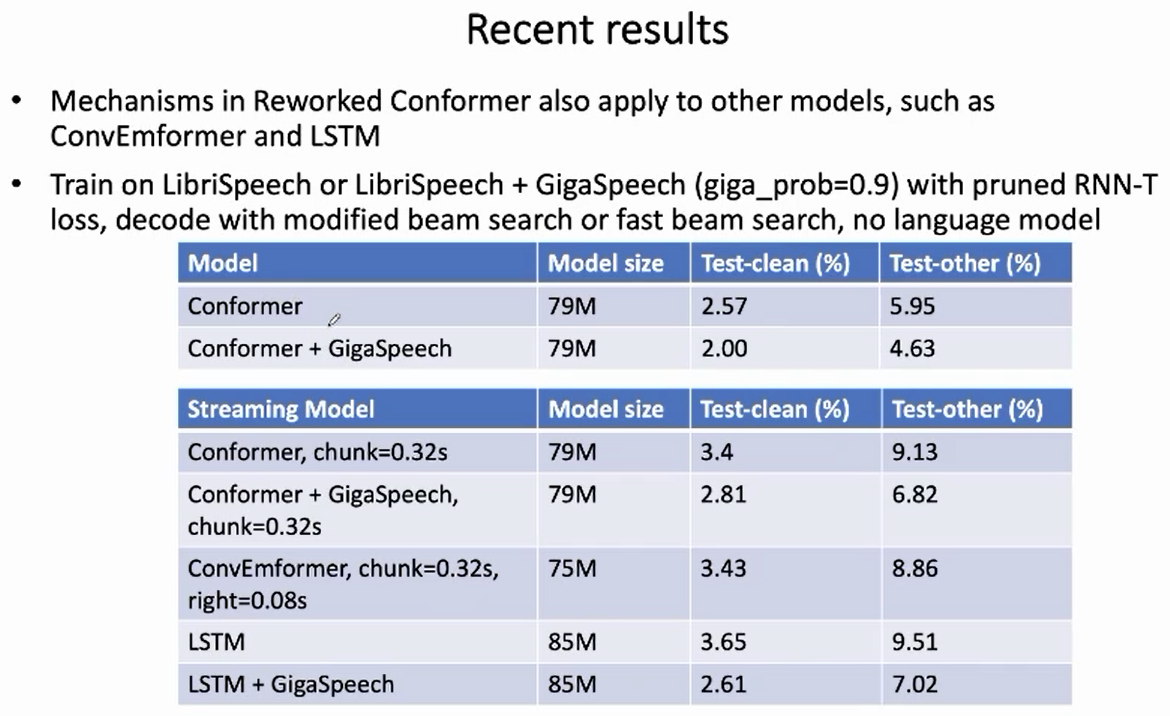 Recent results
• Mechanisms in Reworked Conformer also apply to other models, such as
ConvEmformer and LSTM
• Train on LibriSpeech or LibriSpeech + GigaSpeech (giga_prob=0.9) with pruned RNN-T
loss, decode with modified beam search or fast beam search, no language model
Model Model size Test-clean (%) Test-other (%)
Conformer 79M 2.57 5.95
Conformer + GigaSpeech 79M 2.00 4.63
Streaming Model Model size Test-clean (%) Test-other (%)
Conformer, chunk=0.32s 79M 3.4 9.13
Conformer + GigaSpeech, 79M 2.81 6.82
chunk=0.32s
ConvEmformer, chunk=0.32s, 75M 3.43 8.86
right=0.08s
LSTM 85M 3.65 9.51
LSTM + GigaSpeech 85M 2.61 7.02